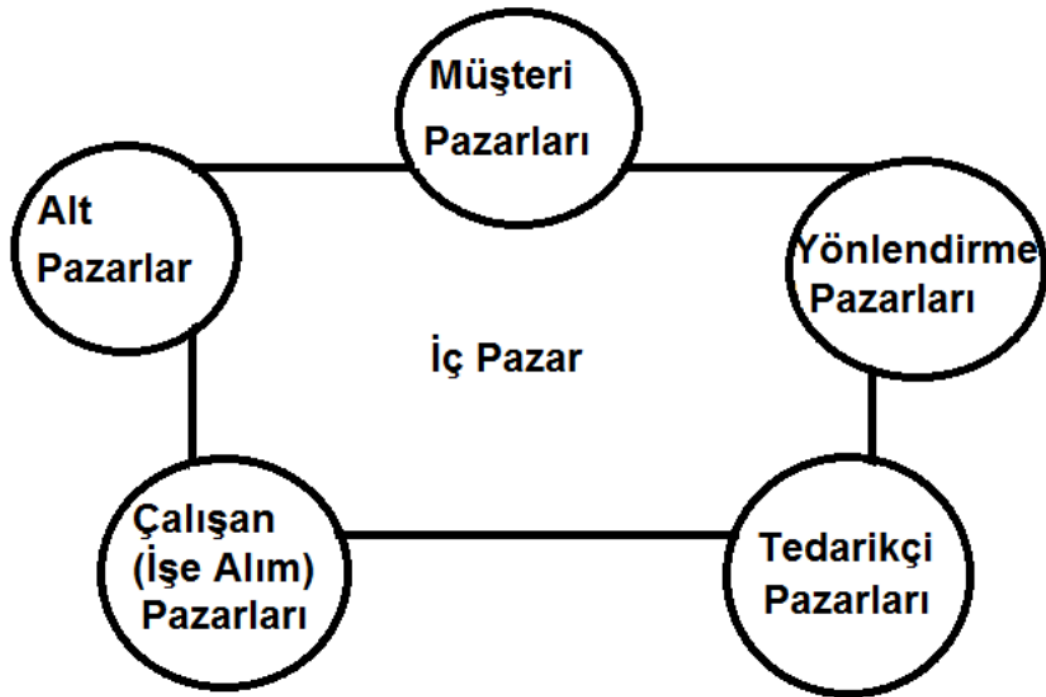 Müşteri
Pazarları
Alt
Pazarlar
Yönlendirme
Pazarları
İç Pazar
Çalışan
(İşe Alım)
Pazarları
Tedarikçi
Pazarları